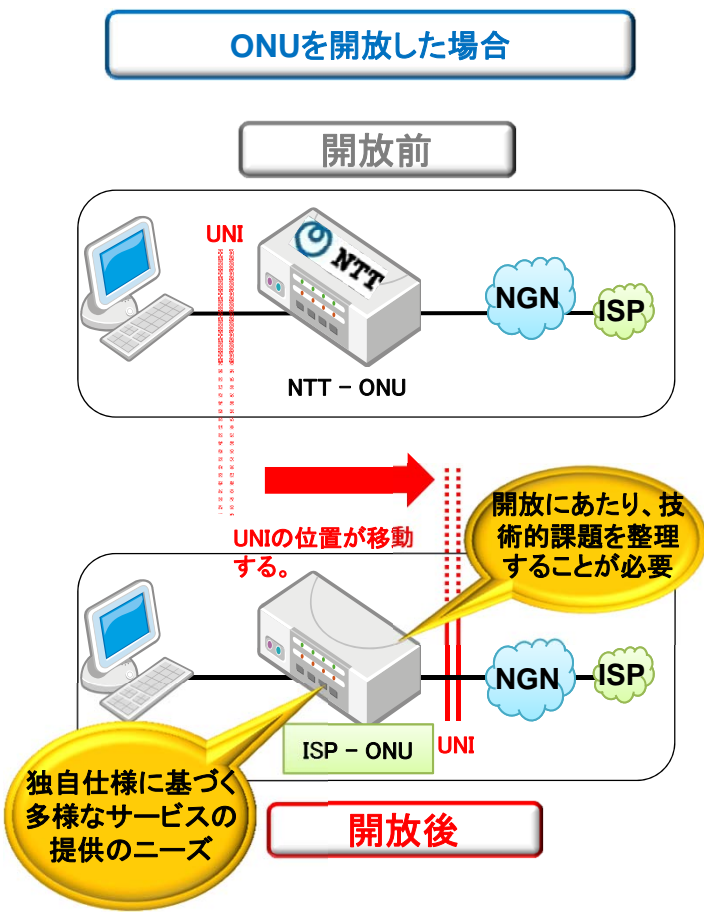 ONUを開放した場合
開放前
UNI
NTT
NGN
ISP
NTT － ONU
UNIの位置が移動
する。
開放にあたり、技
術的課題を整理
することが必要
NGN
ISP
ISP － ONU
UNI
独自仕様に基づく
多様なサービスの
提供のニーズ
開放後